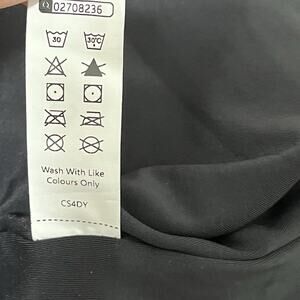 Q 02708236
30 30°C
Wash With Like
Colours Only
CS4DY